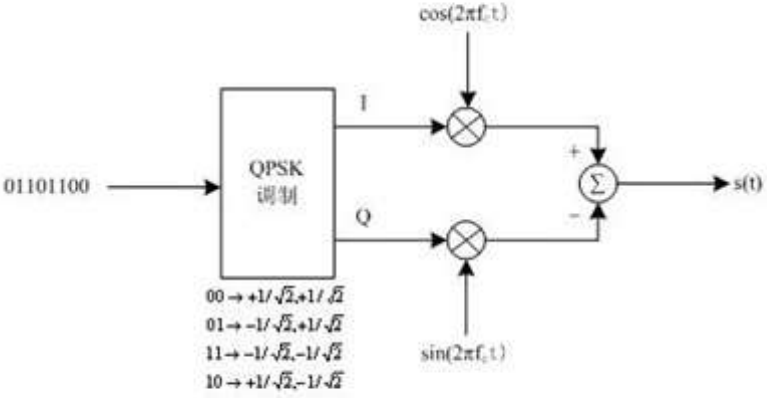 cos(2πf꜀t)
I
+
QPSK
调制
01101100
Σ
s(t)
Q
−
00→+1/√2,+1/√2
01→−1/√2,+1/√2
11→−1/√2,−1/√2
10→+1/√2,−1/√2
sin(2πf꜀t)